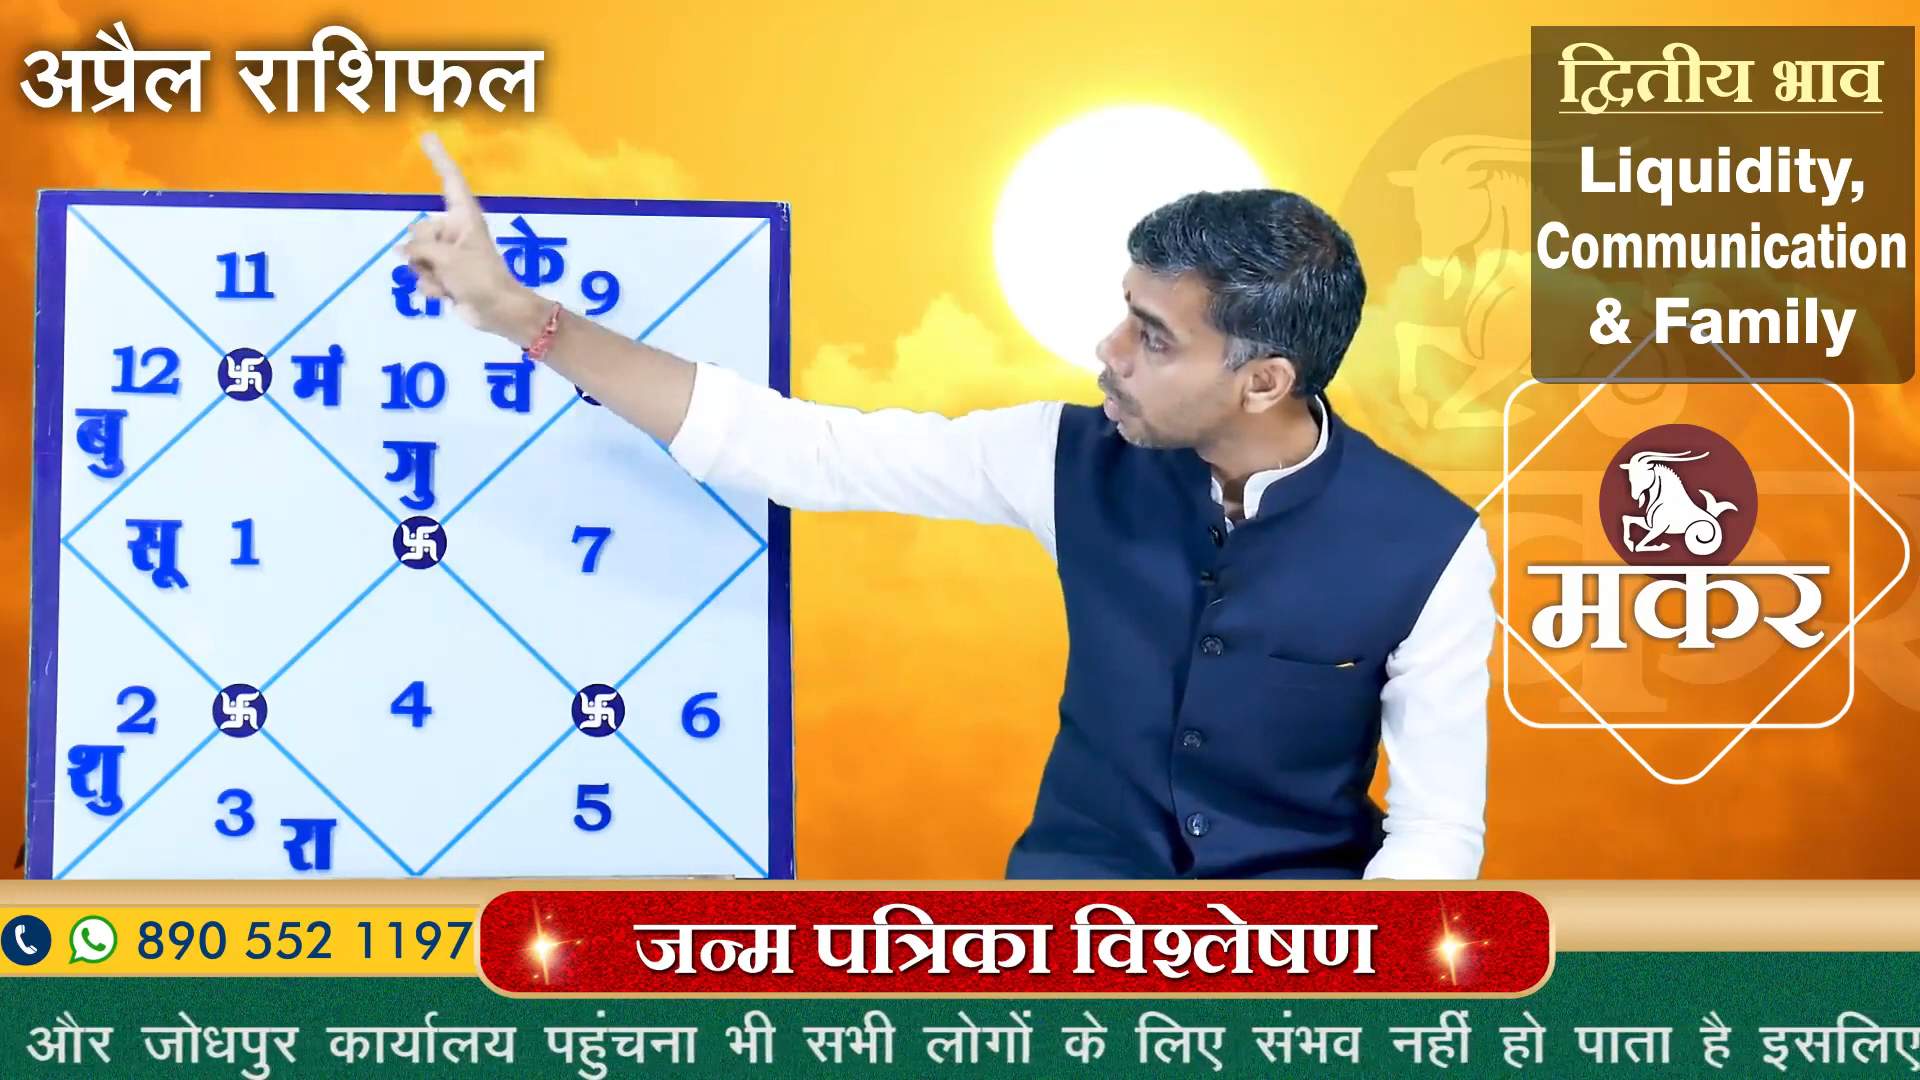 अप्रैल राशिफल
द्वितीय भाव
Liquidity,
Communication
& Family
11
के
9
श
12
मं
10
चं
बु
गु
सू
1
7
2
4
6
शु
3
रा
5
मकर
890 552 1197
जन्म पत्रिका विश्लेषण
और जोधपुर कार्यालय पहुंचना भी सभी लोगों के लिए संभव नहीं हो पाता है इसलिए